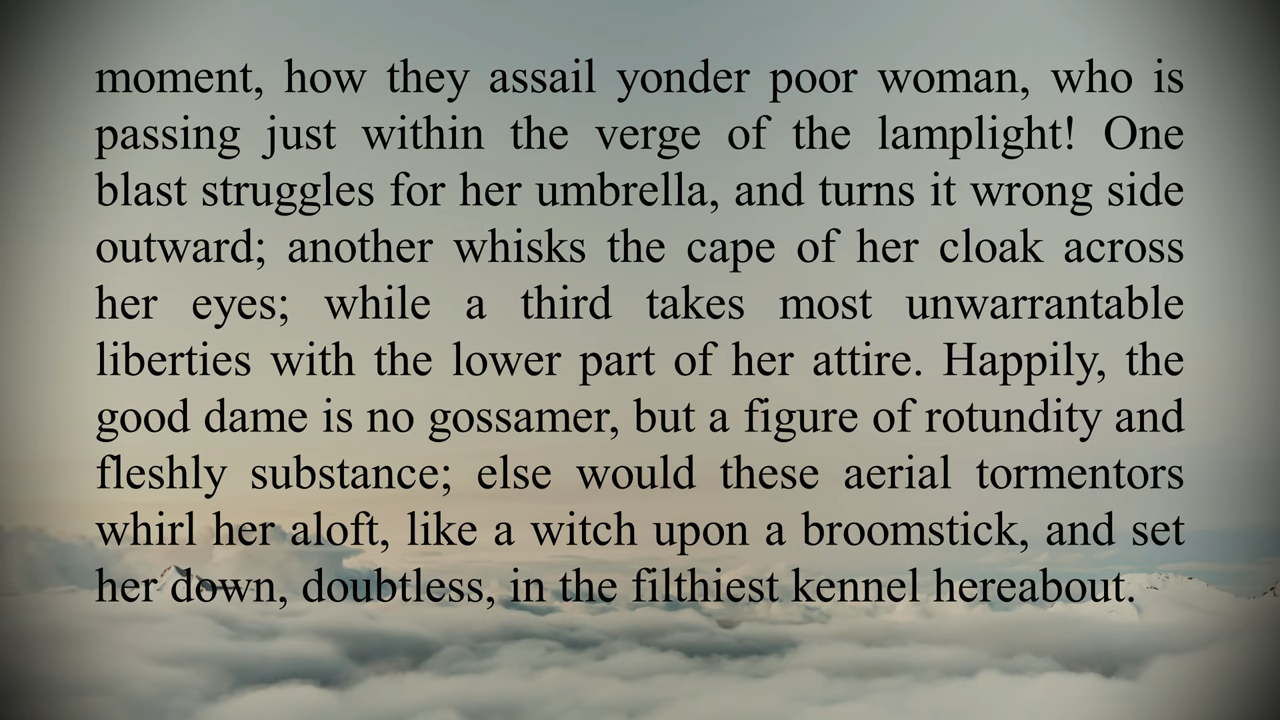 moment, how they assail yonder poor woman, who is
passing just within the verge of the lamplight! One
blast struggles for her umbrella, and turns it wrong side
outward; another whisks the cape of her cloak across
her eyes; while a third takes most unwarrantable
liberties with the lower part of her attire. Happily, the
good dame is no gossamer, but a figure of rotundity and
fleshly substance; else would these aerial tormentors
whirl her aloft, like a witch upon a broomstick, and set
her down, doubtless, in the filthiest kennel hereabout.